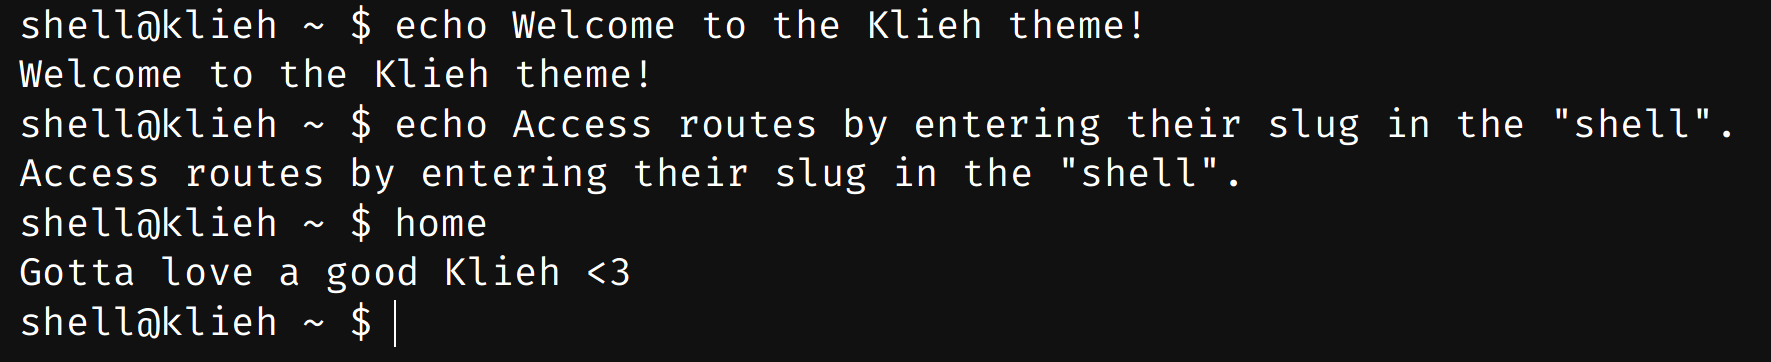 shell@klieh ~ $ echo Welcome to the Klieh theme!
Welcome to the Klieh theme!
shell@klieh ~ $ echo Access routes by entering their slug in the "shell".
Access routes by entering their slug in the "shell".
shell@klieh ~ $ home
Gotta love a good Klieh <3
shell@klieh ~ $